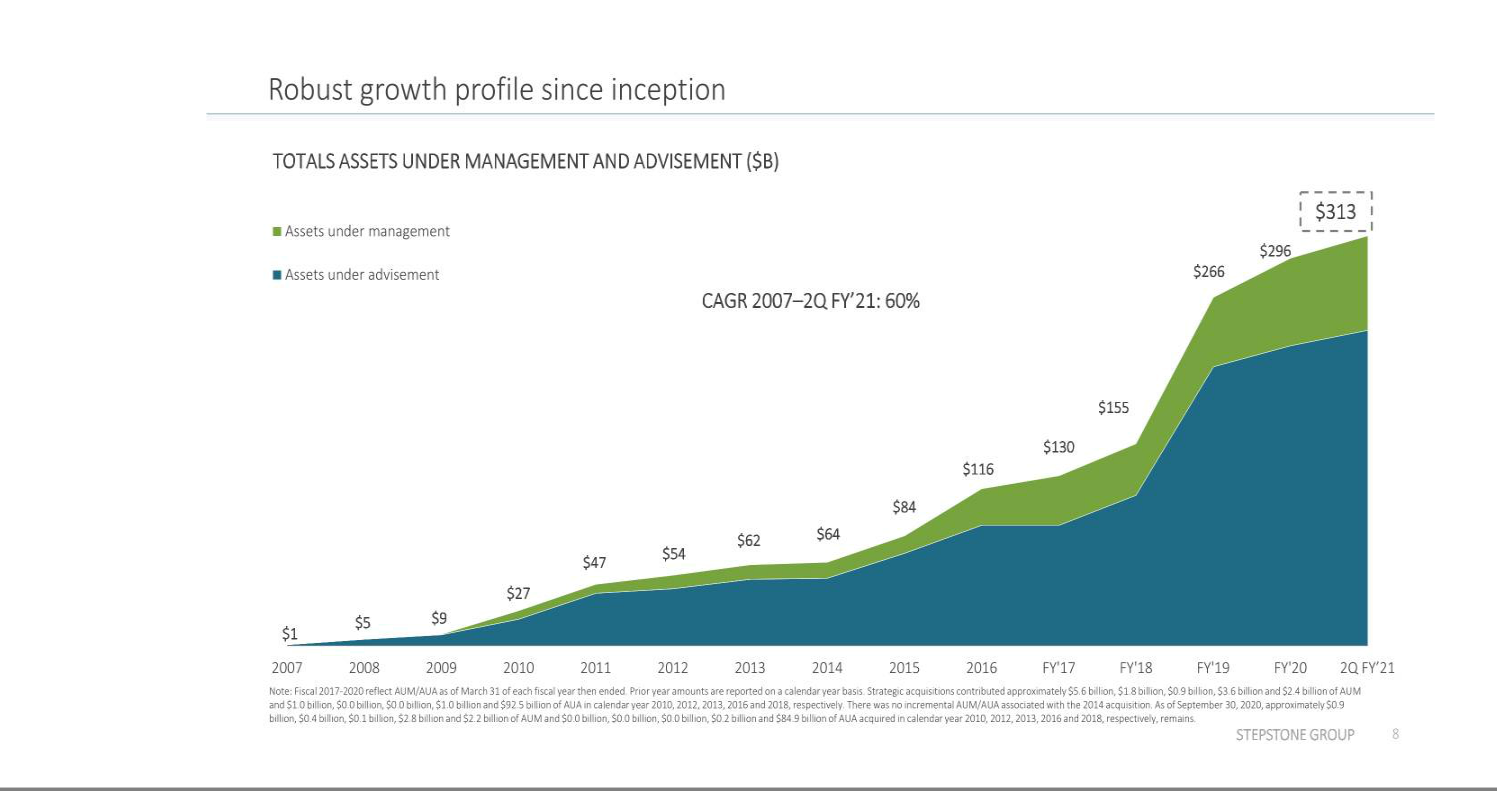 Robust growth profile since inception
TOTALS ASSETS UNDER MANAGEMENT AND ADVISEMENT ($B)
Assets under management
Assets under advisement
CAGR 2007–2Q FY'21: 60%
$313
$296
$266
$155
$130
$116
$84
$64
$62
$54
$47
$27
$9
$5
$1
2007 2008 2009 2010 2011 2012 2013 2014 2015 2016 FY'17 FY'18 FY'19 FY'20 2Q FY'21
Note: Fiscal 2017-2020 reflect AUM/AUA as of March 31 of each fiscal year then ended. Prior year amounts are reported on a calendar year basis. Strategic acquisitions contributed approximately $5.6 billion, $1.8 billion, $0.9 billion, $3.6 billion and $2.4 billion of AUM
and $1.0 billion, $0.0 billion, $0.0 billion, $1.0 billion and $92.5 billion of AUA in calendar year 2010, 2012, 2013, 2016 and 2018, respectively. There was no incremental AUM/AUA associated with the 2014 acquisition. As of September 30, 2020, approximately $0.9
billion, $0.4 billion, $0.1 billion, $2.8 billion and $2.2 billion of AUM and $0.0 billion, $0.0 billion, $0.0 billion, $0.2 billion and $84.9 billion of AUA acquired in calendar year 2010, 2012, 2013, 2016 and 2018, respectively, remains.
STEPSTONE GROUP 8